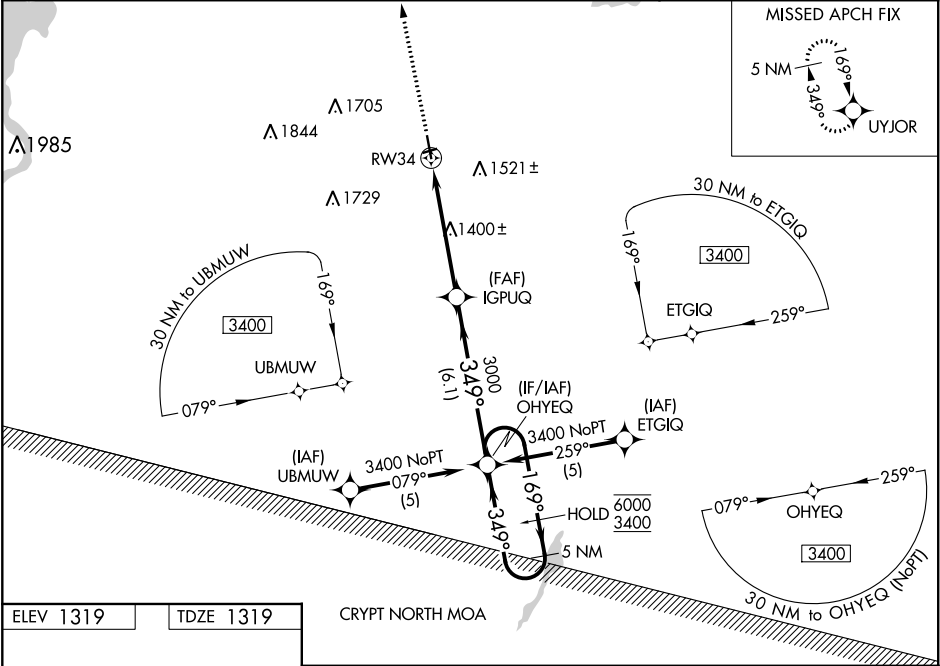 MISSED APCH FIX
5 NM
169°
349°
UYJOR
1705
1844
1985
RW34
1521±
1729
1400±
30 NM to UBMUW
169°
3400
UBMUW
079°
30 NM to ETGIQ
169°
3400
ETGIQ
259°
(FAF)
IGPUQ
3000
349°
(6.1)
(IF/IAF)
OHYEQ
(IAF)
ETGIQ
3400 NoPT
259°
(5)
(IAF)
UBMUW
3400 NoPT
079°
(5)
169°
349°
HOLD
6000
3400
5 NM
079°
259°
OHYEQ
3400
30 NM to OHYEQ (NoPT)
CRYPT NORTH MOA
ELEV 1319
TDZE 1319